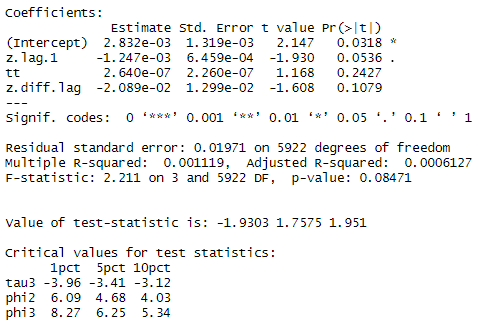 Coefficients:
              Estimate Std. Error t value Pr(>|t|)
(Intercept)  2.832e-03  1.319e-03   2.147   0.0318 *
z.lag.1     -1.247e-03  6.459e-04  -1.930   0.0536 .
tt           2.640e-07  2.260e-07   1.168   0.2427
z.diff.lag  -2.089e-02  1.299e-02  -1.608   0.1079
---
Signif. codes:  0 ‘***’ 0.001 ‘**’ 0.01 ‘*’ 0.05 ‘.’ 0.1 ‘ ’ 1
Residual standard error: 0.01971 on 5922 degrees of freedom
Multiple R-squared:  0.001119,  Adjusted R-squared:  0.0006127
F-statistic: 2.211 on 3 and 5922 DF,  p-value: 0.08471
Value of test-statistic is: -1.9303 1.7575 1.951
Critical values for test statistics:
      1pct  5pct 10pct
tau3 -3.96 -3.41 -3.12
phi2  6.09  4.68  4.03
phi3  8.27  6.25  5.34